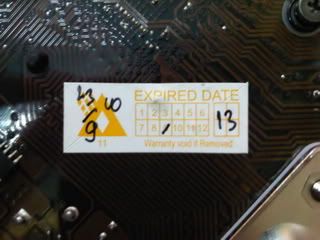 EXPIRED DATE
1 2 3 4 5 6
7 8 10 11 12
13
9
11
Warranty void if Removed